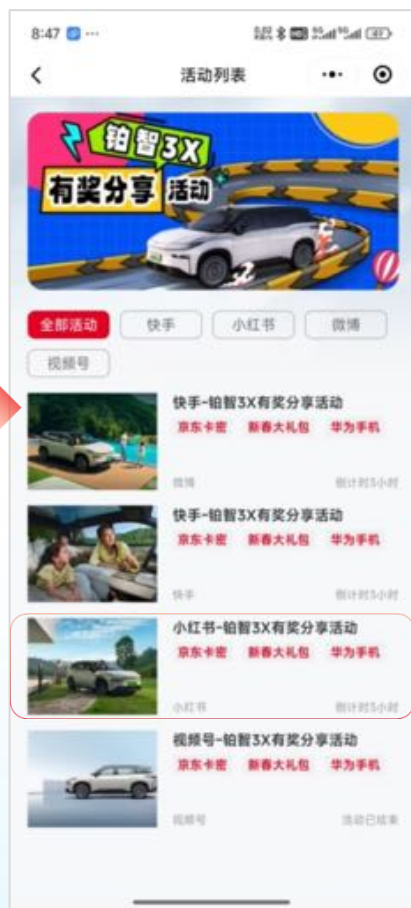 8:47
活动列表
铂智3X
有奖分享 活动
全部活动 快手 小红书 微博
视频号
快手-铂智3X有奖分享活动
京东卡密 新春大礼包 华为手机
微博 倒计时5小时
快手-铂智3X有奖分享活动
京东卡密 新春大礼包 华为手机
快手 倒计时5小时
小红书-铂智3X有奖分享活动
京东卡密 新春大礼包 华为手机
小红书 倒计时5小时
视频号-铂智3X有奖分享活动
京东卡密 新春大礼包 华为手机
视频号 活动已结束